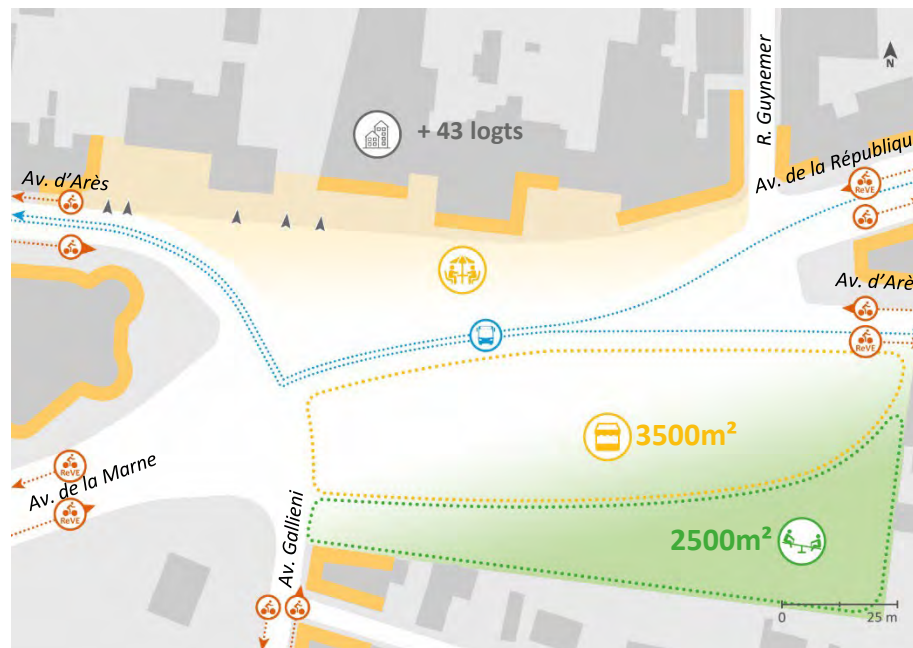 N
R. Guynemer
+ 43 logts
Av. de la Républiqu
Av. d'Arès
ReVE
Av. d'Arè
ReVE
3500m²
Av. de la Marne
ReVE
ReVE
Av. Gallieni
2500m²
0 25 m